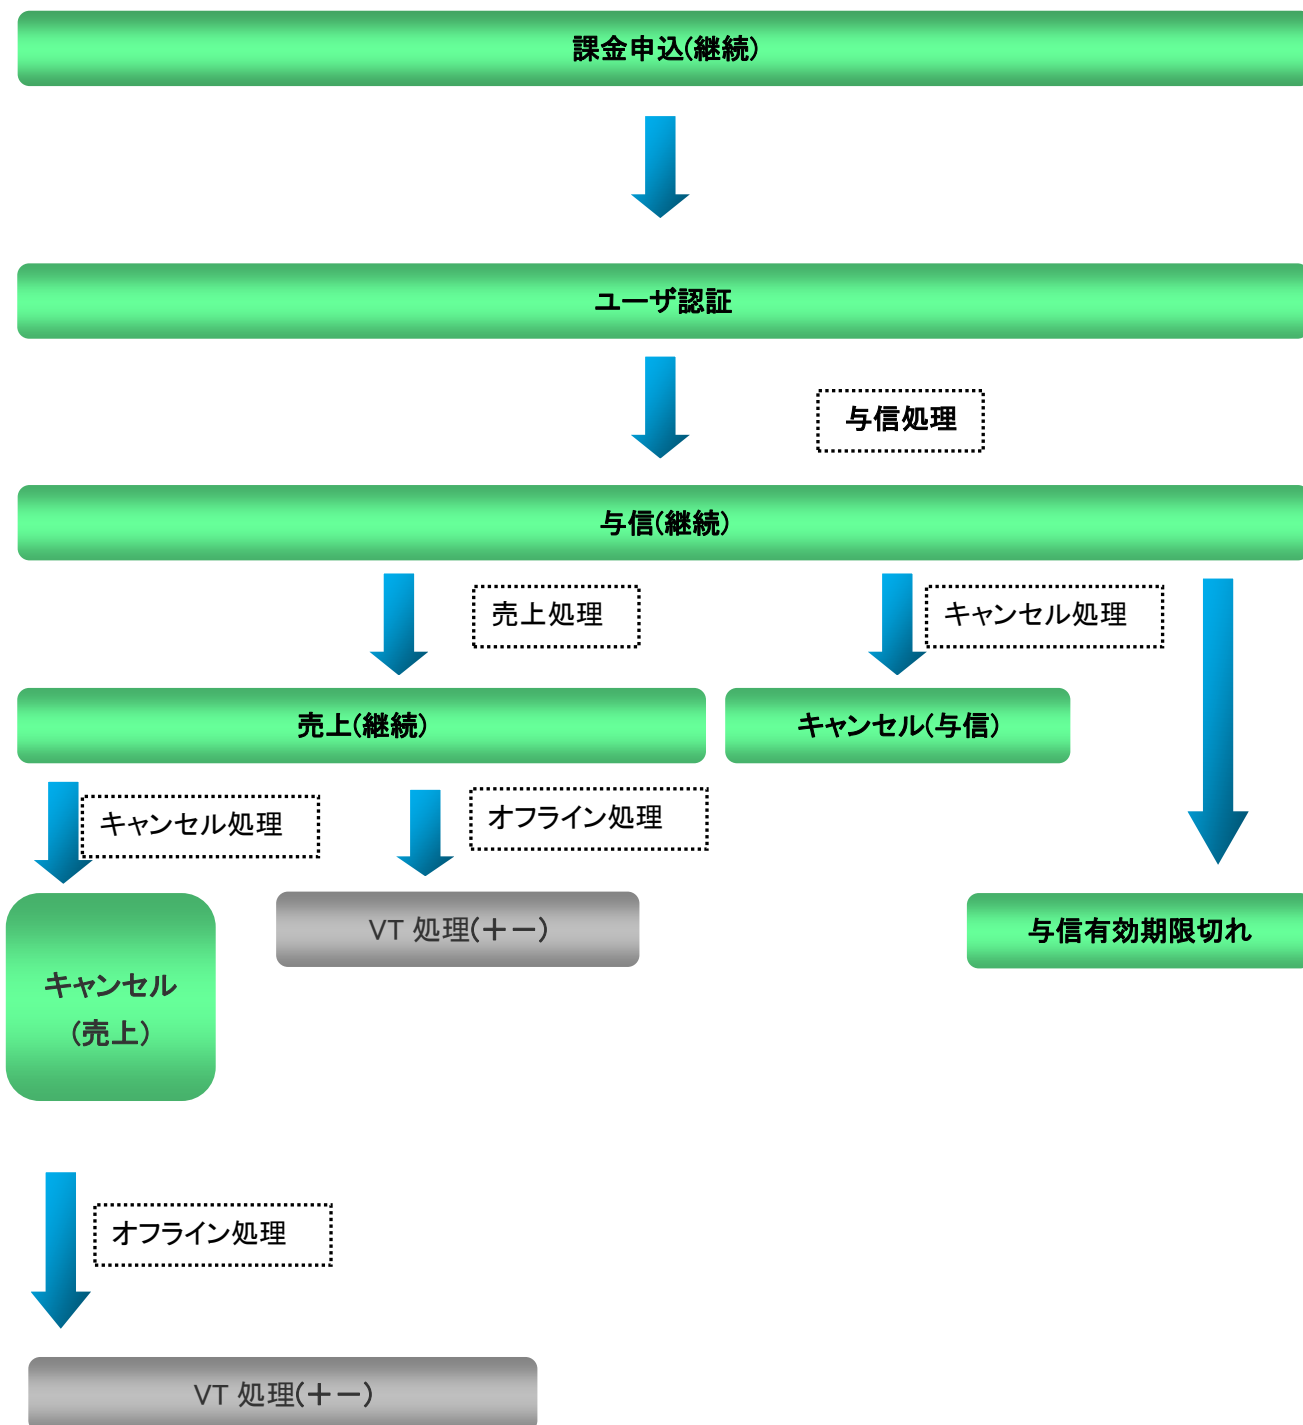 課金申込(継続)
ユーザ認証
与信処理
与信(継続)
売上処理
キャンセル処理
売上(継続)
キャンセル(与信)
キャンセル処理
オフライン処理
VT 処理(+ー)
与信有効期限切れ
キャンセル
(売上)
オフライン処理
VT 処理(+ー)